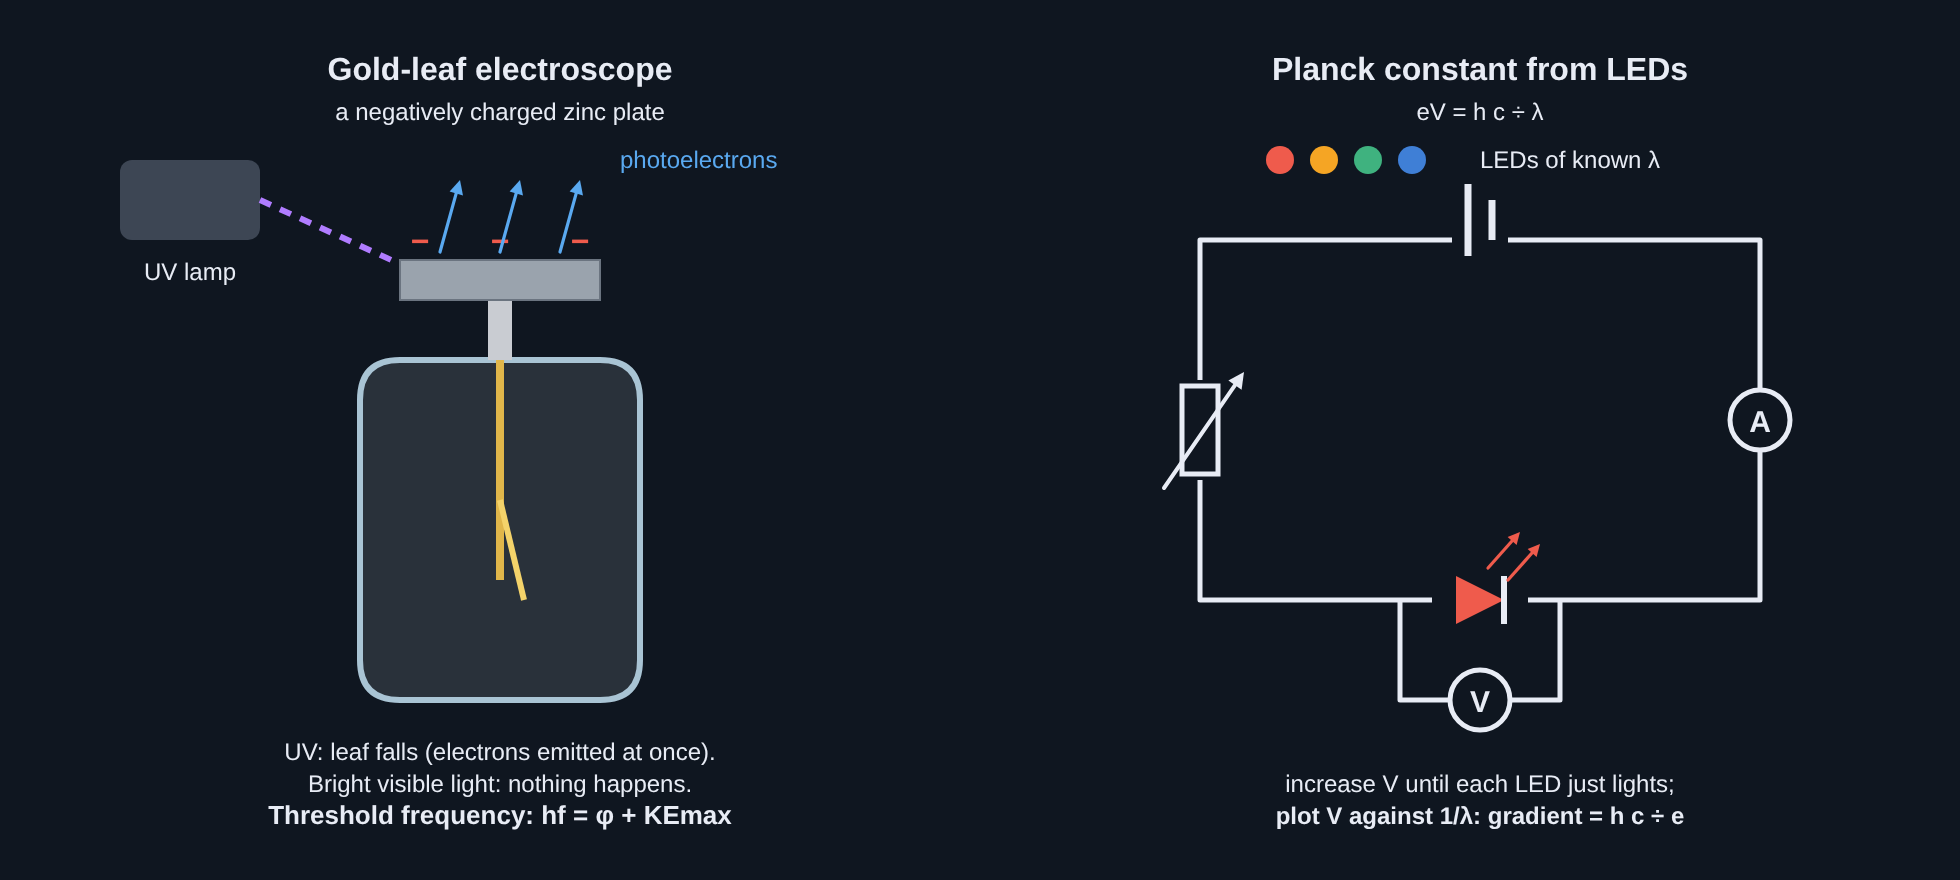 Gold-leaf electroscope
a negatively charged zinc plate
photoelectrons
UV lamp
UV: leaf falls (electrons emitted at once).
Bright visible light: nothing happens.
Threshold frequency: hf = φ + KEmax
Planck constant from LEDs
eV = h c ÷ λ
LEDs of known λ
A
V
increase V until each LED just lights;
plot V against 1/λ: gradient = h c ÷ e